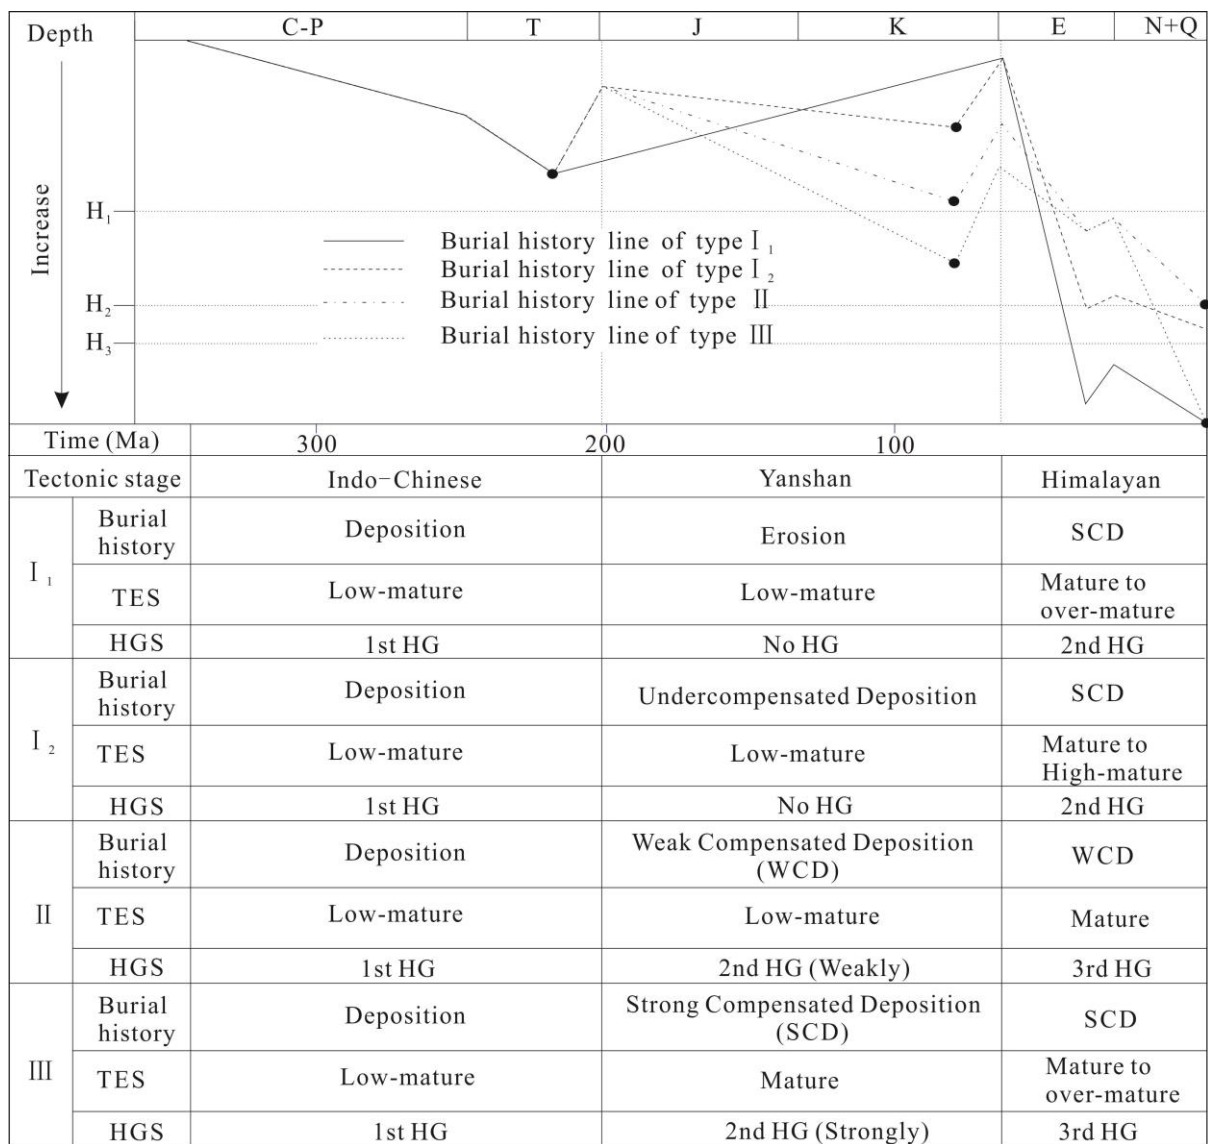 Depth C-P T J K E N+Q
Increase
H1
H2
H3
Burial history line of type Ⅰ1
Burial history line of type Ⅰ2
Burial history line of type Ⅱ
Burial history line of type Ⅲ
Time (Ma) 300 200 100
Tectonic stage Indo-Chinese Yanshan Himalayan
Ⅰ1
Burial
history
Deposition Erosion SCD
TES Low-mature Low-mature Mature to
over-mature
HGS 1st HG No HG 2nd HG
Ⅰ2
Burial
history
Deposition Undercompensated Deposition SCD
TES Low-mature Low-mature Mature to
High-mature
HGS 1st HG No HG 2nd HG
Ⅱ
Burial
history
Deposition Weak Compensated Deposition
(WCD)
WCD
TES Low-mature Low-mature Mature
HGS 1st HG 2nd HG (Weakly) 3rd HG
Ⅲ
Burial
history
Deposition Strong Compensated Deposition
(SCD)
SCD
TES Low-mature Mature Mature to
over-mature
HGS 1st HG 2nd HG (Strongly) 3rd HG